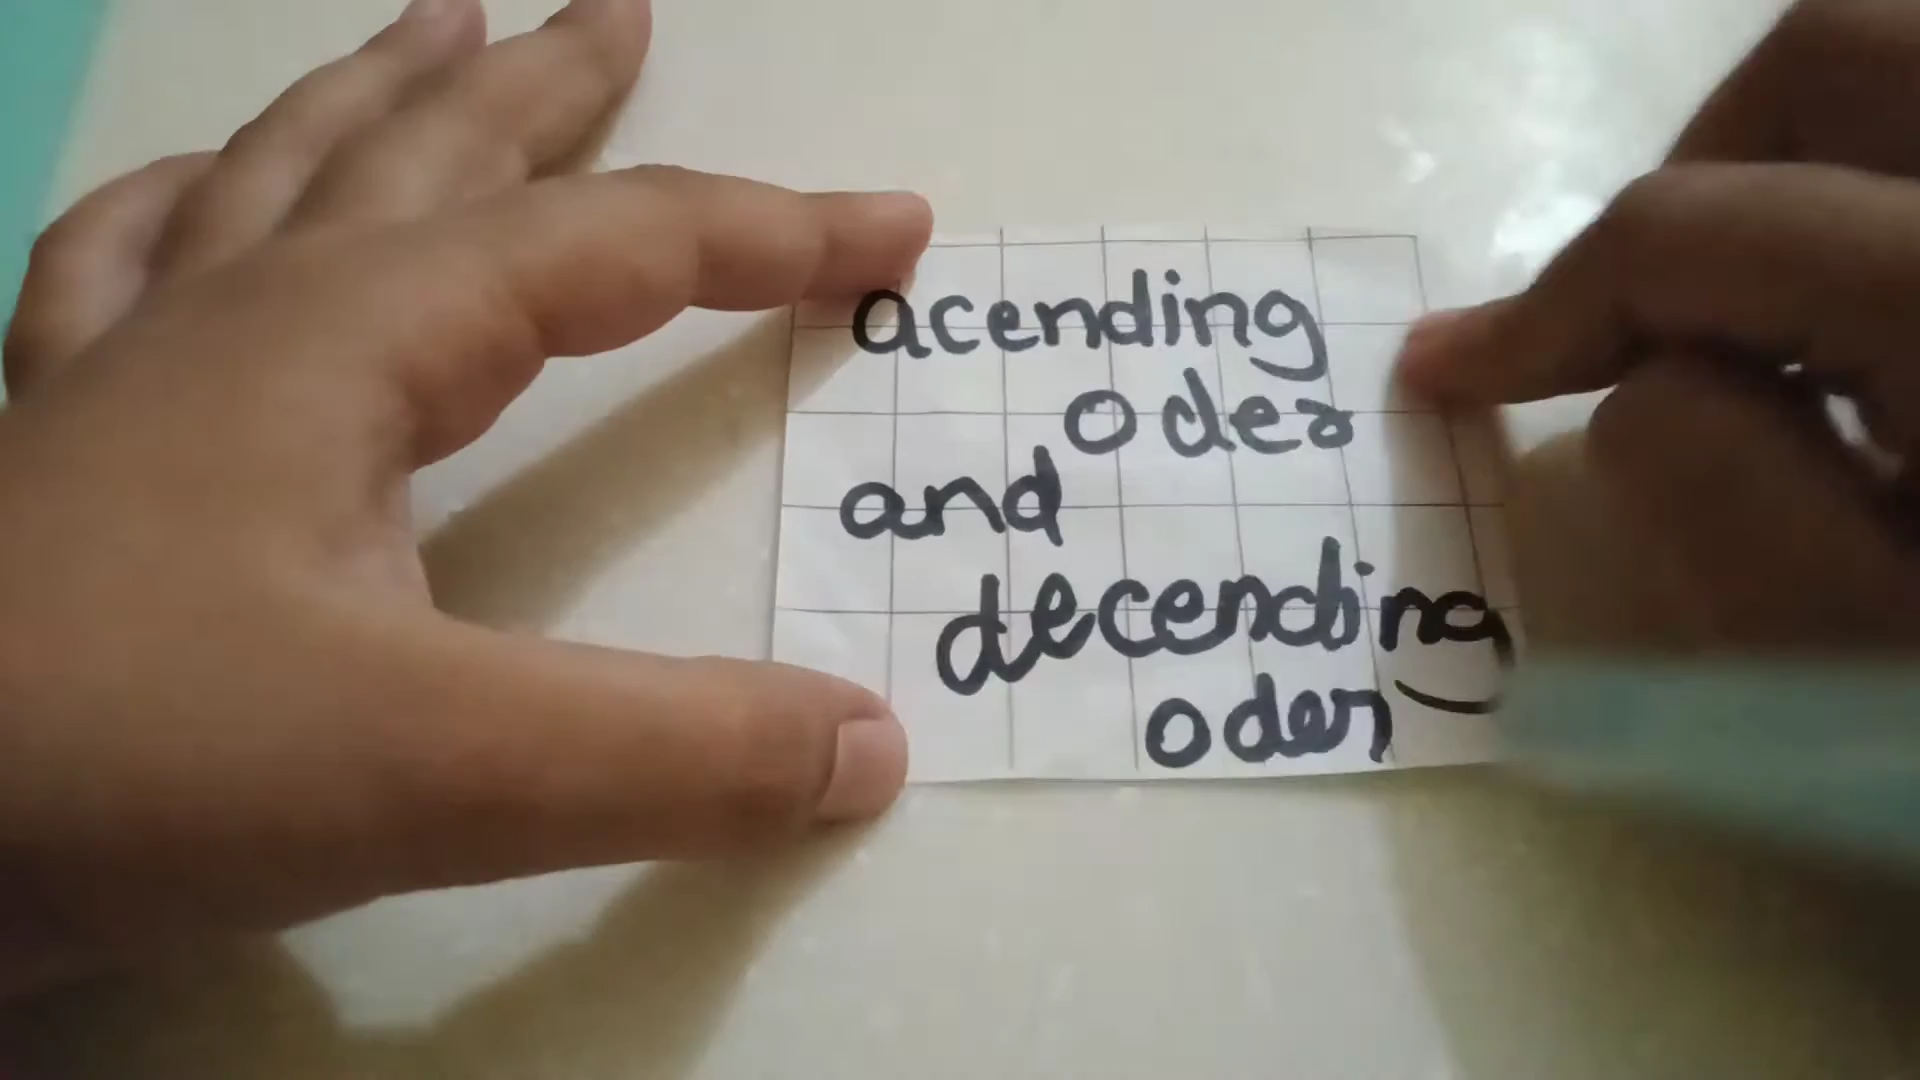 acending
oder
and
decending
oder